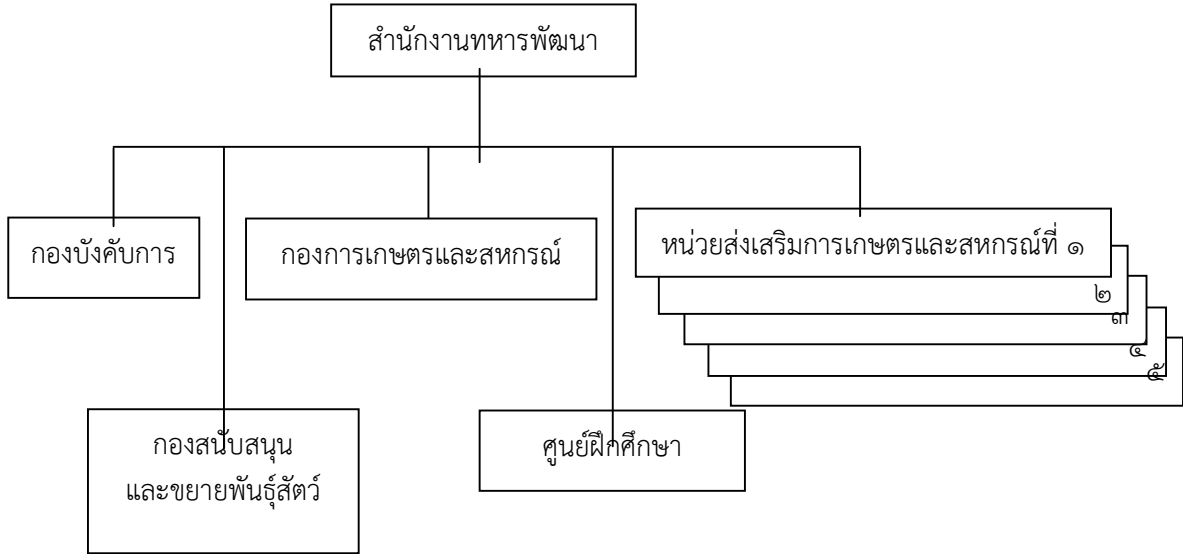 สำนักงานทหารพัฒนา
กองบังคับการ
กองการเกษตรและสหกรณ์
หน่วยส่งเสริมการเกษตรและสหกรณ์ที่ ๑
๒
๓
๔
๕
กองสนับสนุน
และขยายพันธุ์สัตว์
ศูนย์ฝึกศึกษา